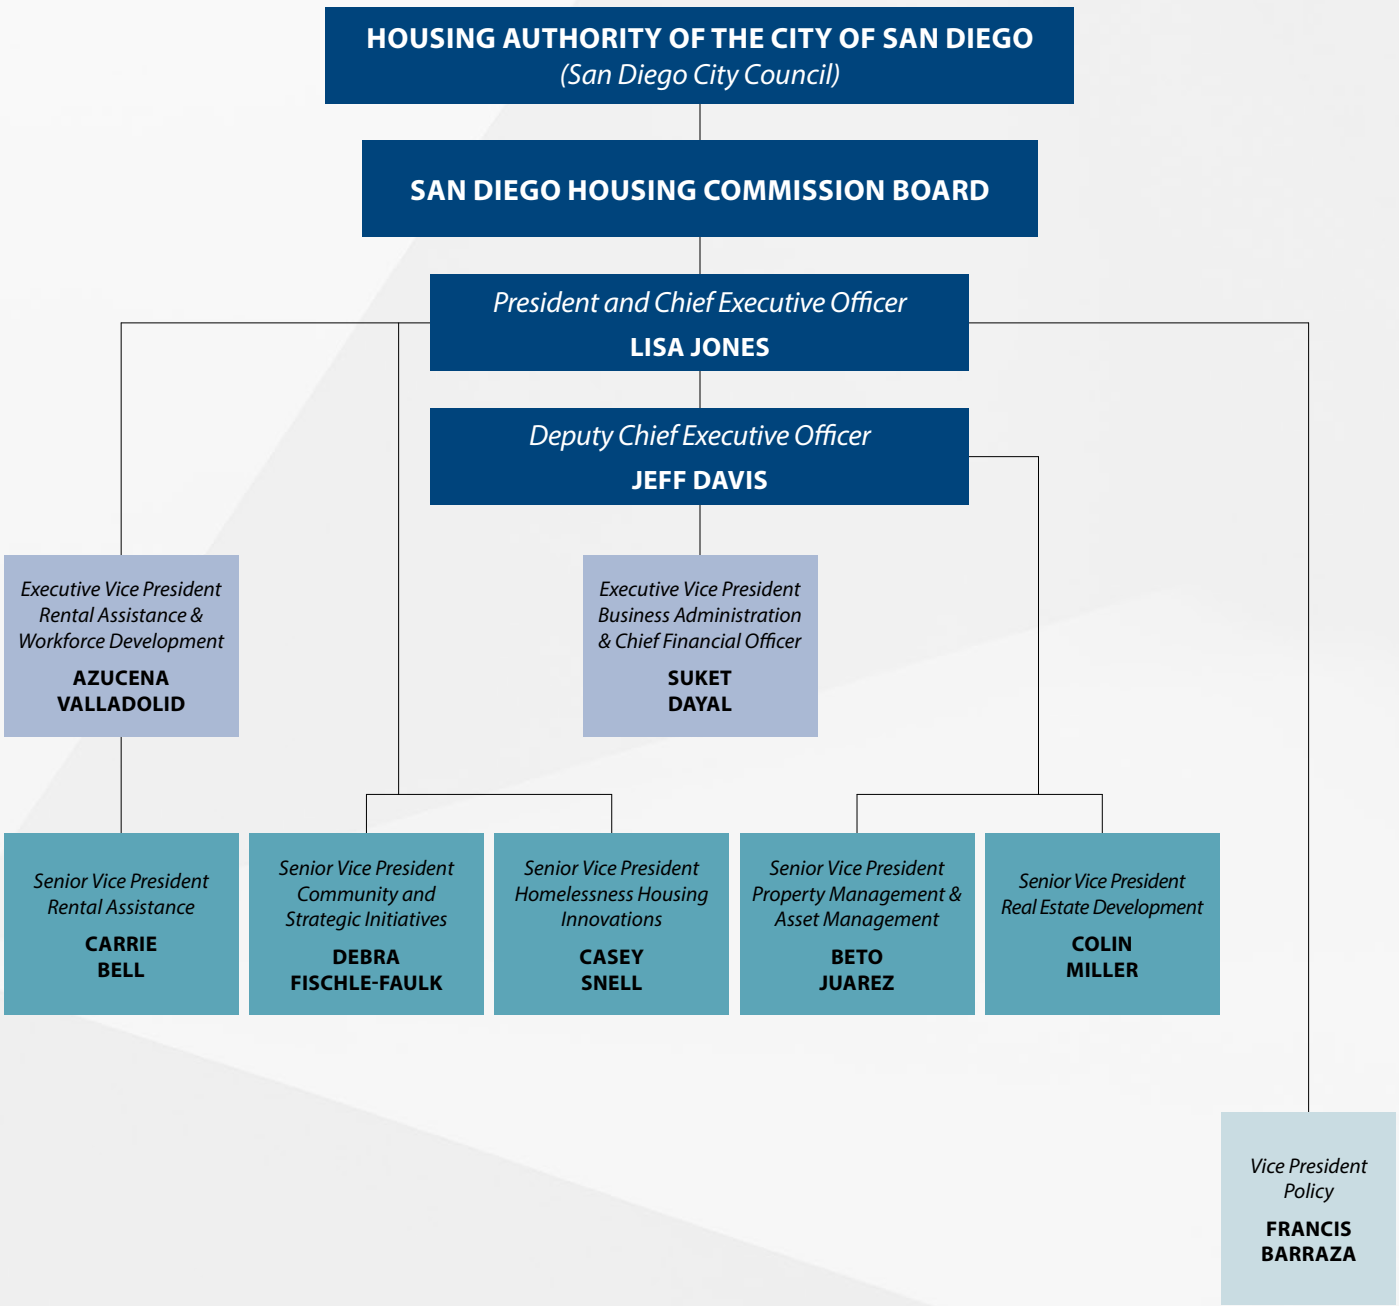 HOUSING AUTHORITY OF THE CITY OF SAN DIEGO
(San Diego City Council)
SAN DIEGO HOUSING COMMISSION BOARD
President and Chief Executive Officer
LISA JONES
Deputy Chief Executive Officer
JEFF DAVIS
Executive Vice President
Rental Assistance &
Workforce Development
AZUCENA
VALLADOLID
Executive Vice President
Business Administration
& Chief Financial Officer
SUKET
DAYAL
Senior Vice President
Rental Assistance
CARRIE
BELL
Senior Vice President
Community and
Strategic Initiatives
DEBRA
FISCHLE-FAULK
Senior Vice President
Homelessness Housing
Innovations
CASEY
SNELL
Senior Vice President
Property Management &
Asset Management
BETO
JUAREZ
Senior Vice President
Real Estate Development
COLIN
MILLER
Vice President
Policy
FRANCIS
BARRAZA